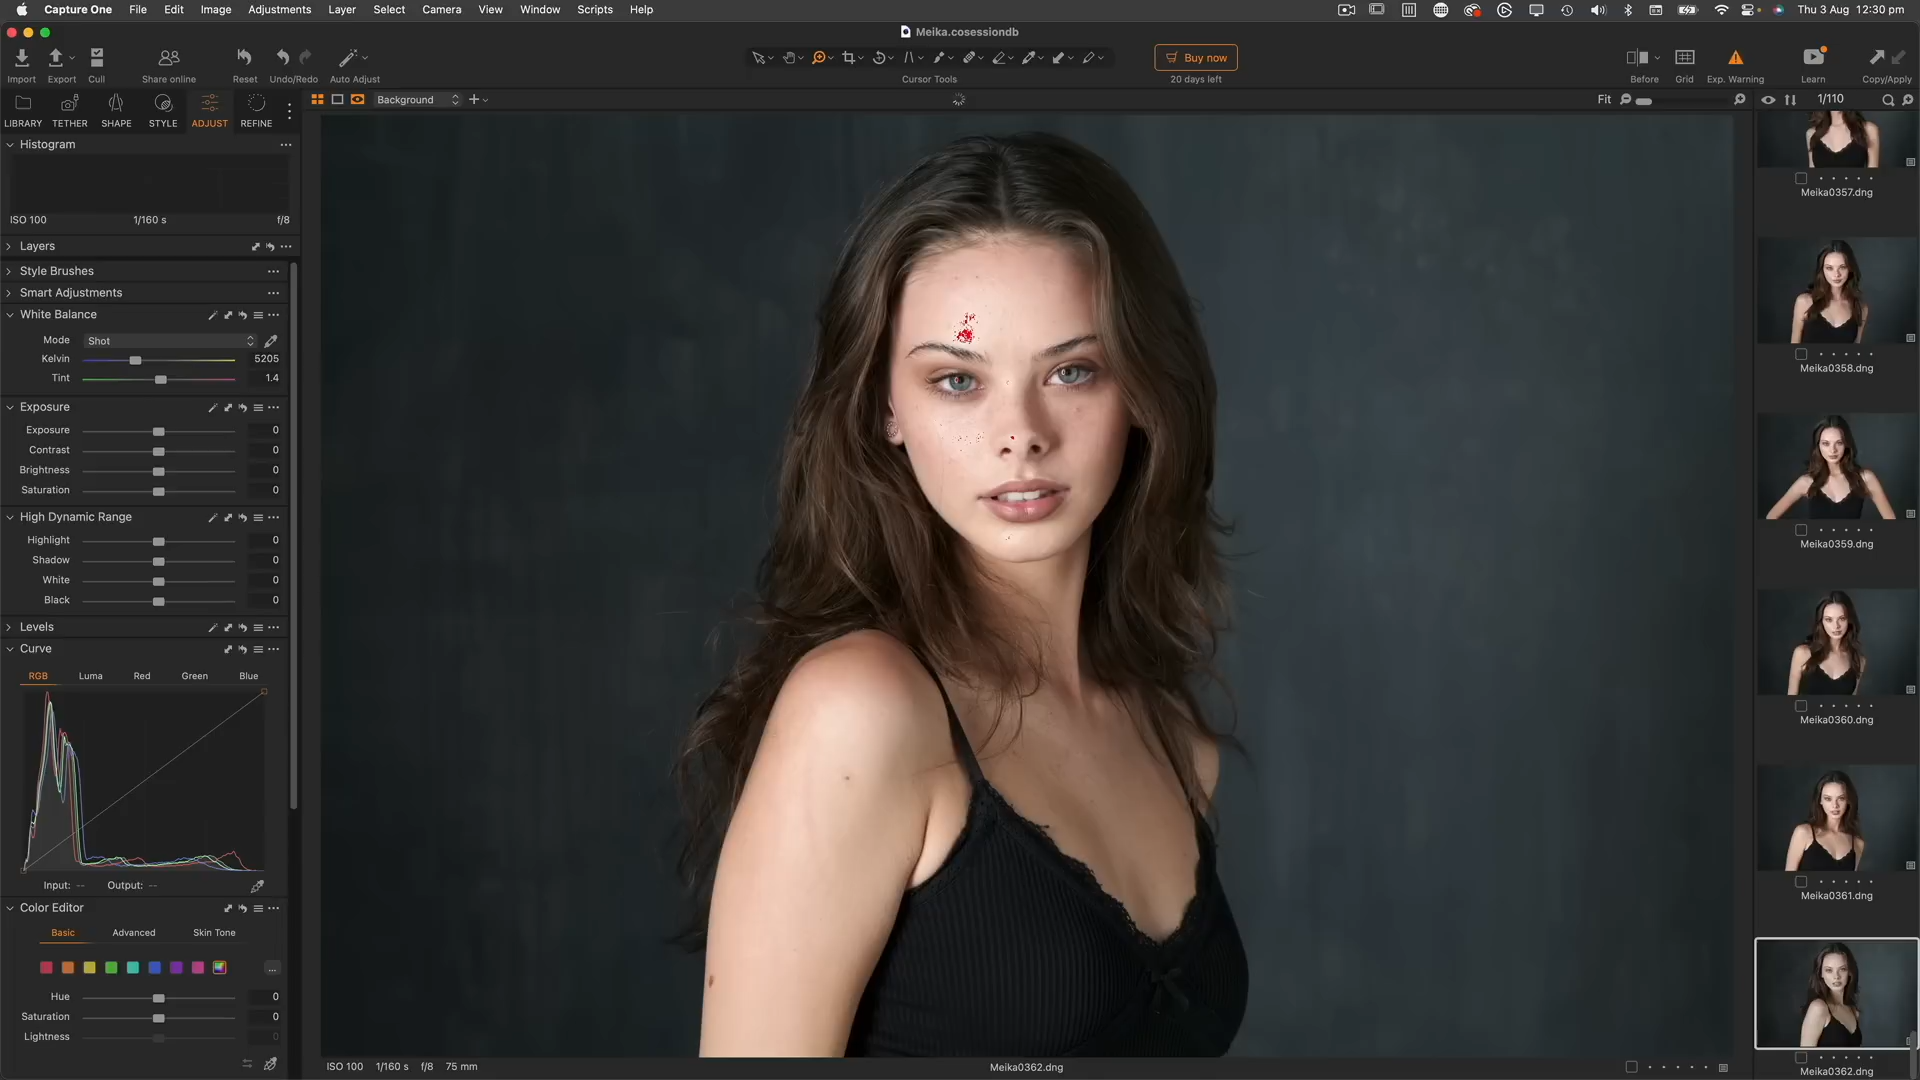 Capture One File Edit Image Adjustments Layer Select Camera View Window Scripts Help Thu 3 Aug 12:30 pm
Meika.cosessiondb
Import Export Cull Share online Reset Undo/Redo Auto Adjust Cursor Tools Buy now 20 days left Before Grid Exp. Warning Learn Copy/Apply
Background Fit 1/110
LIBRARY TETHER SHAPE STYLE ADJUST REFINE
Histogram
ISO 100 1/160 s f/8
Layers
Style Brushes
Smart Adjustments
White Balance
Mode Shot
Kelvin 5205
Tint 1.4
Exposure
Exposure 0
Contrast 0
Brightness 0
Saturation 0
High Dynamic Range
Highlight 0
Shadow 0
White 0
Black 0
Levels
Curve
RGB Luma Red Green Blue
Input: -- Output: --
Color Editor
Basic Advanced Skin Tone
Hue 0
Saturation 0
Lightness 0
ISO 100 1/160 s f/8 75 mm
Meika0362.dng
Meika0357.dng
Meika0358.dng
Meika0359.dng
Meika0360.dng
Meika0361.dng
Meika0362.dng